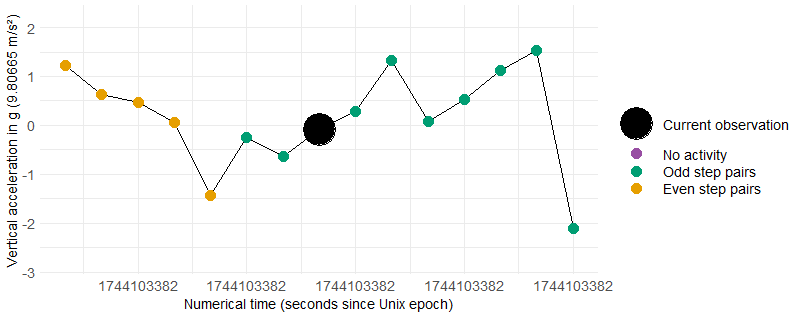 2
1
0
-1
-2
-3
Vertical acceleration in g (9.80665 m/s²)
1744103382 1744103382 1744103382 1744103382 1744103382
Numerical time (seconds since Unix epoch)
Current observation
No activity
Odd step pairs
Even step pairs